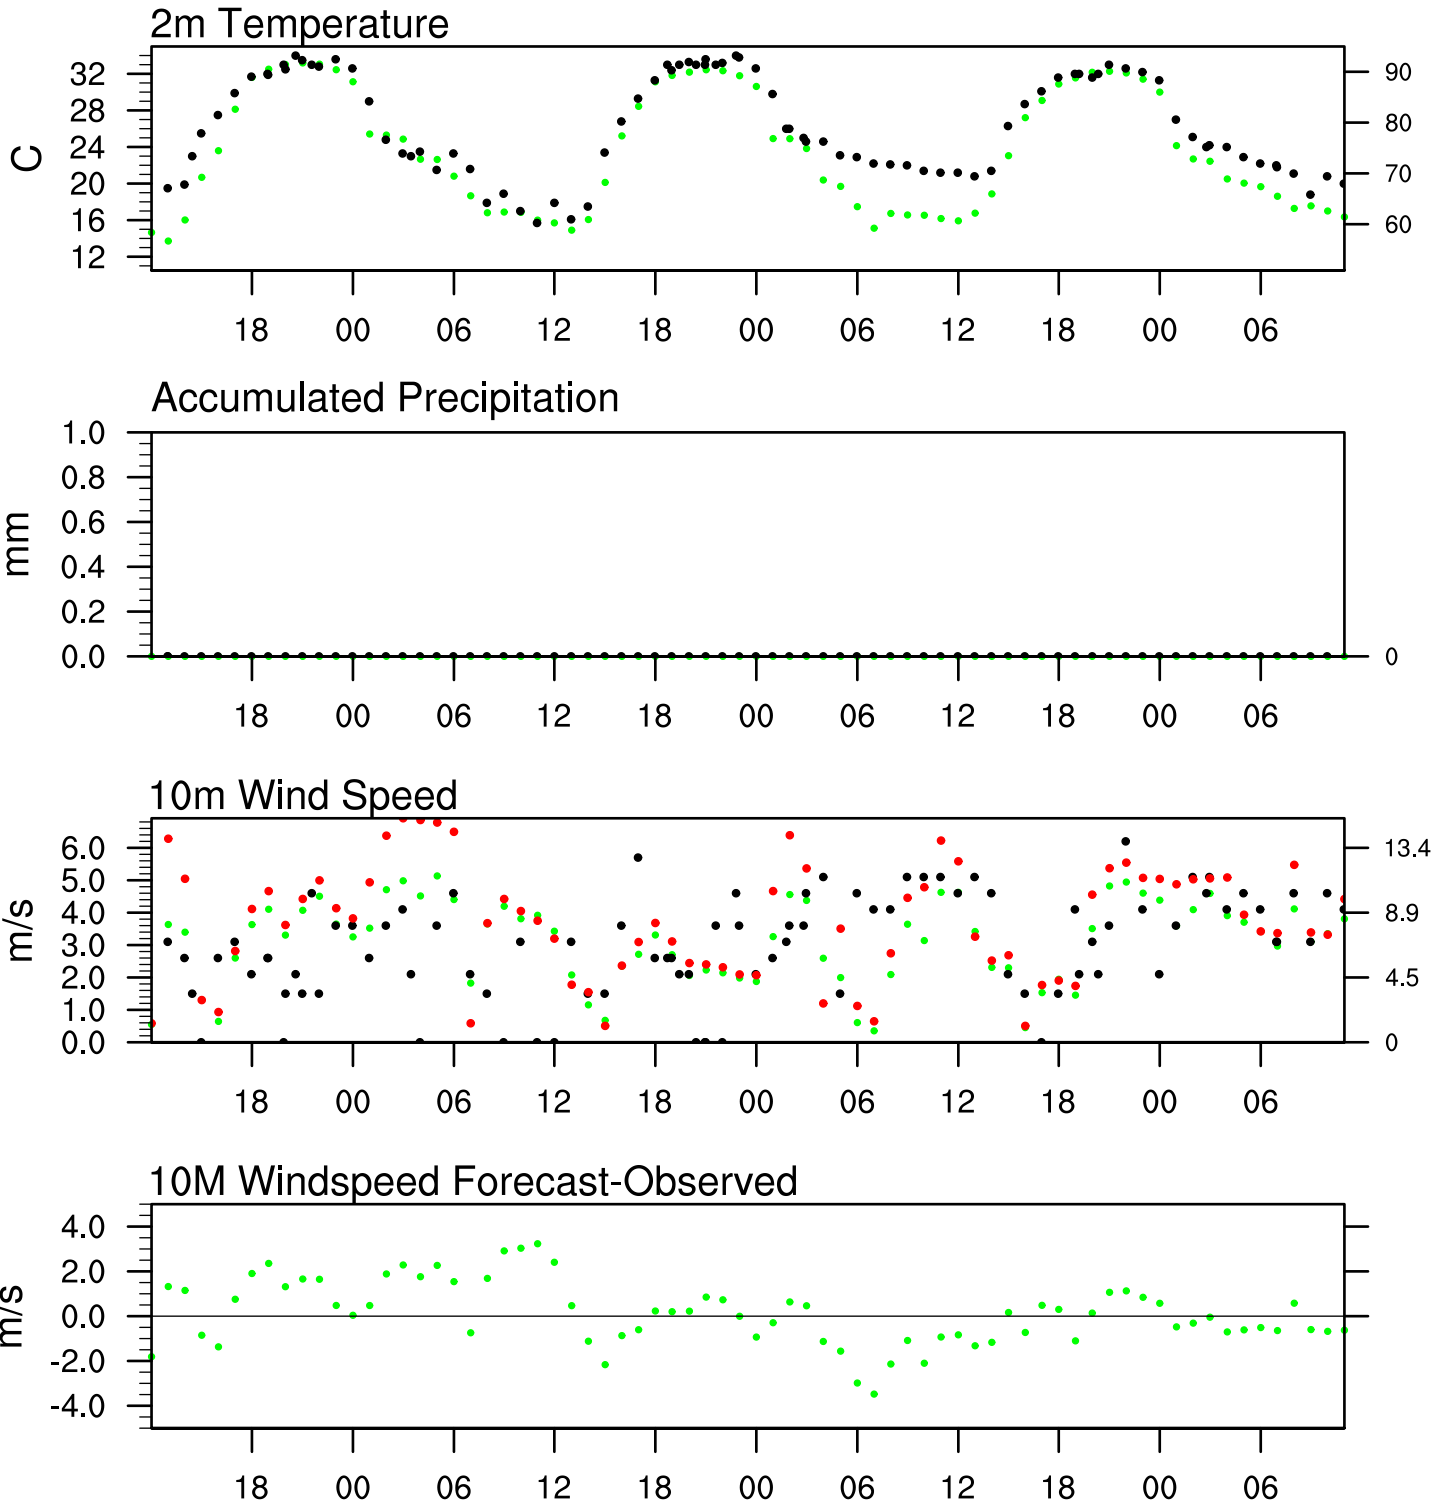 2m Temperature
C
32
28
24
20
16
12
90
80
70
60
18 00 06 12 18 00 06 12 18 00 06
Accumulated Precipitation
mm
1.0
0.8
0.6
0.4
0.2
0.0
0
18 00 06 12 18 00 06 12 18 00 06
10m Wind Speed
m/s
6.0
5.0
4.0
3.0
2.0
1.0
0.0
13.4
8.9
4.5
0
18 00 06 12 18 00 06 12 18 00 06
10M Windspeed Forecast-Observed
m/s
4.0
2.0
0.0
-2.0
-4.0
18 00 06 12 18 00 06 12 18 00 06